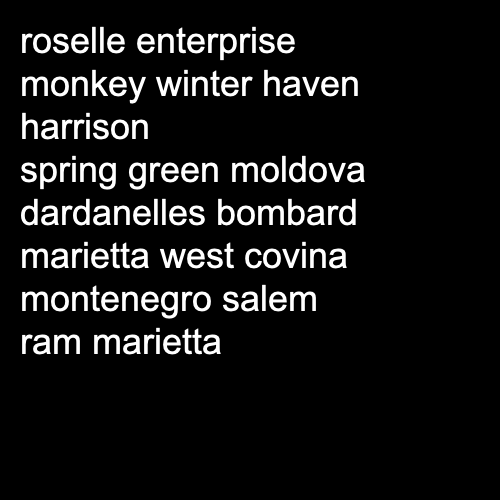 roselle enterprise
monkey winter haven
harrison
spring green moldova
dardanelles bombard
marietta west covina
montenegro salem
ram marietta